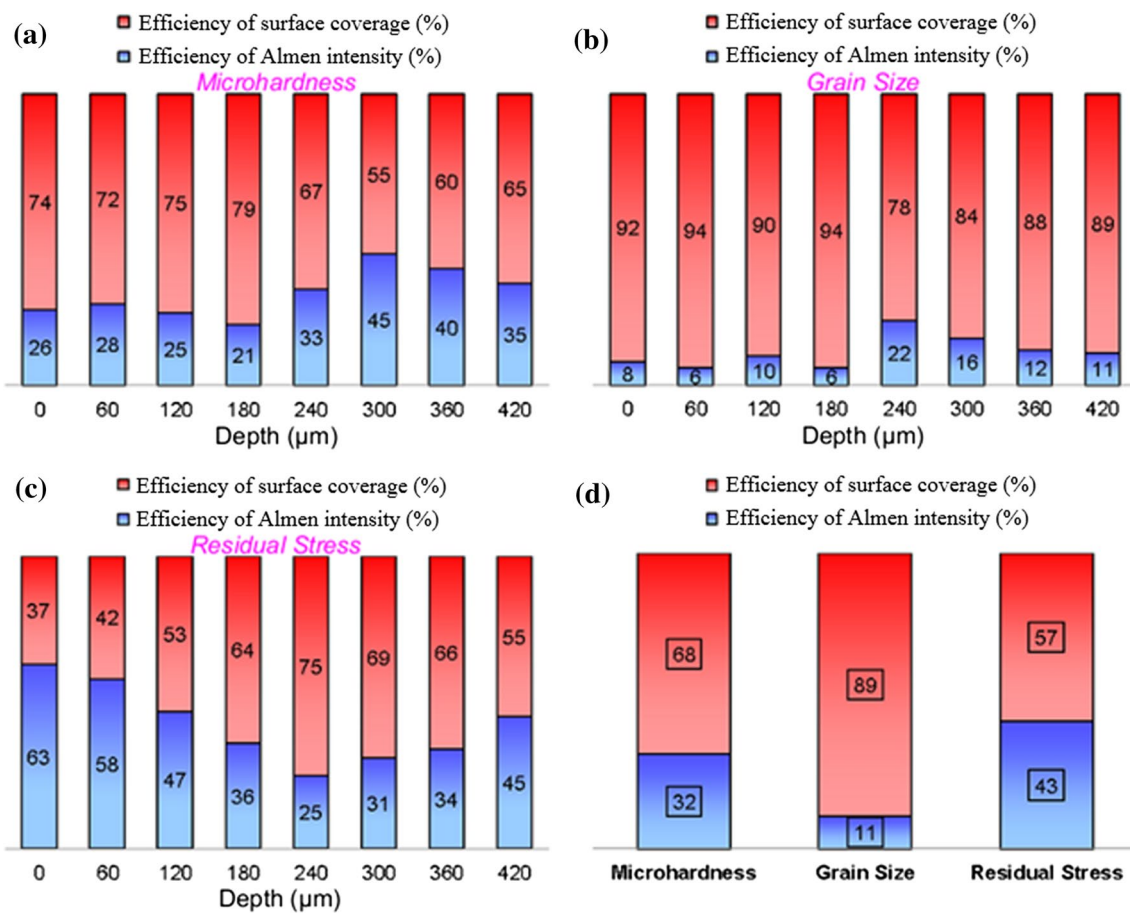 (a)
Efficiency of surface coverage (%)
Efficiency of Almen intensity (%)
Microhardness
74 72 75 79 67 55 60 65
26 28 25 21 33 45 40 35
0 60 120 180 240 300 360 420
Depth (μm)
(b)
Efficiency of surface coverage (%)
Efficiency of Almen intensity (%)
Grain Size
92 94 90 94 78 84 88 89
8 6 10 6 22 16 12 11
0 60 120 180 240 300 360 420
Depth (μm)
(c)
Efficiency of surface coverage (%)
Efficiency of Almen intensity (%)
Residual Stress
37 42 53 64 75 69 66 55
63 58 47 36 25 31 34 45
0 60 120 180 240 300 360 420
Depth (μm)
(d)
Efficiency of surface coverage (%)
Efficiency of Almen intensity (%)
68 89 57
32 11 43
Microhardness Grain Size Residual Stress